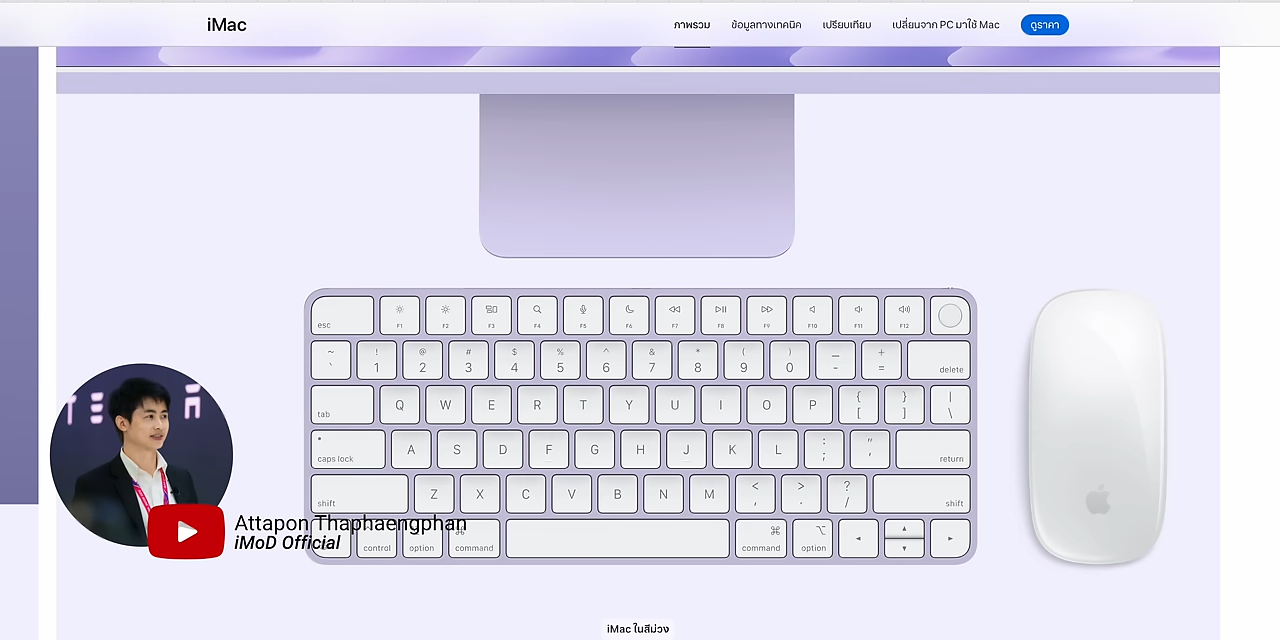 iMac ภาพรวม ข้อมูลทางเทคนิค เปรียบเทียบ เปลี่ยนจาก PC มาใช้ Mac ดูราคา
esc F1 F2 F3 F4 F5 F6 F7 F8 F9 F10 F11 F12
~ ! @ # $ % ^ & * ( ) — +
` 1 2 3 4 5 6 7 8 9 0 - = delete
tab Q W E R T Y U I O P { [ } ] | \
caps lock A S D F G H J K L : ; " ' return
shift Z X C V B N M < , > . ? / shift
control option ⌘ command ⌘ command ⌥ option
Attapon Thaphaengphan
iMoD Official
iMac ในสีม่วง